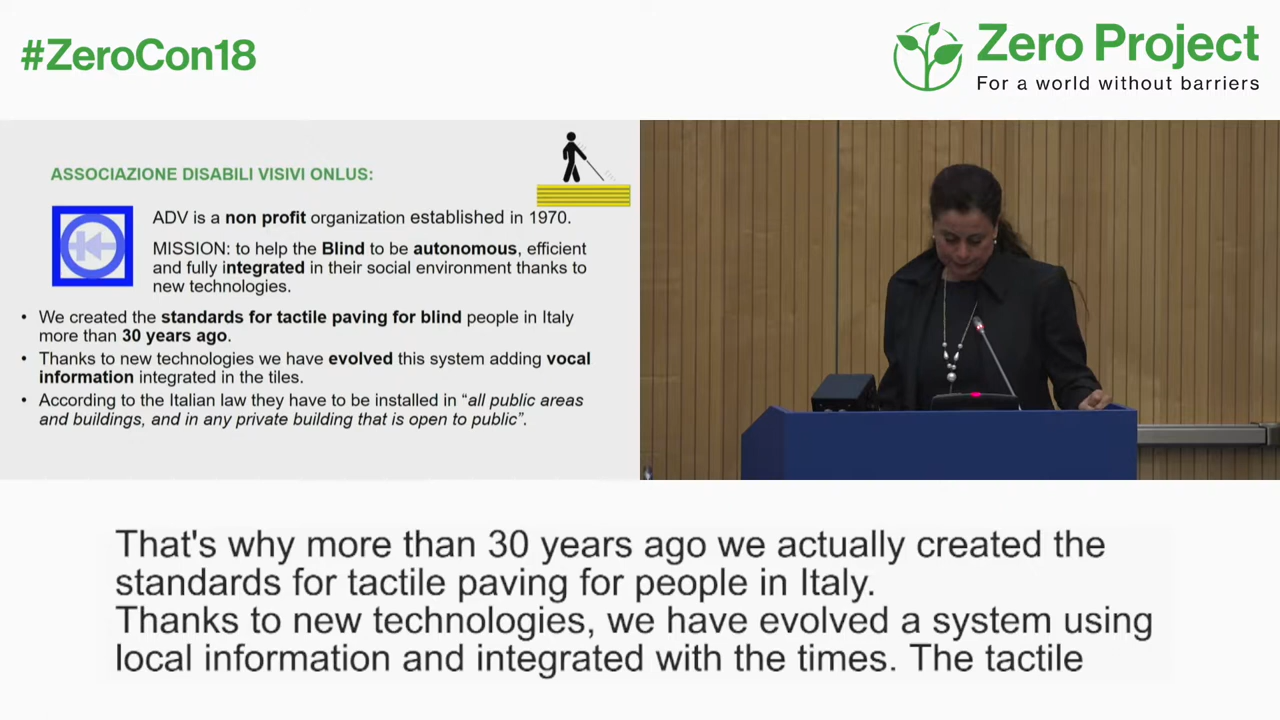 #ZeroCon18
Zero Project
For a world without barriers
ASSOCIAZIONE DISABILI VISIVI ONLUS:
ADV is a non profit organization established in 1970.
MISSION: to help the Blind to be autonomous, efficient
and fully integrated in their social environment thanks to
new technologies.
• We created the standards for tactile paving for blind people in Italy
more than 30 years ago.
• Thanks to new technologies we have evolved this system adding vocal
information integrated in the tiles.
• According to the Italian law they have to be installed in “all public areas
and buildings, and in any private building that is open to public”.
That's why more than 30 years ago we actually created the
standards for tactile paving for people in Italy.
Thanks to new technologies, we have evolved a system using
local information and integrated with the times. The tactile